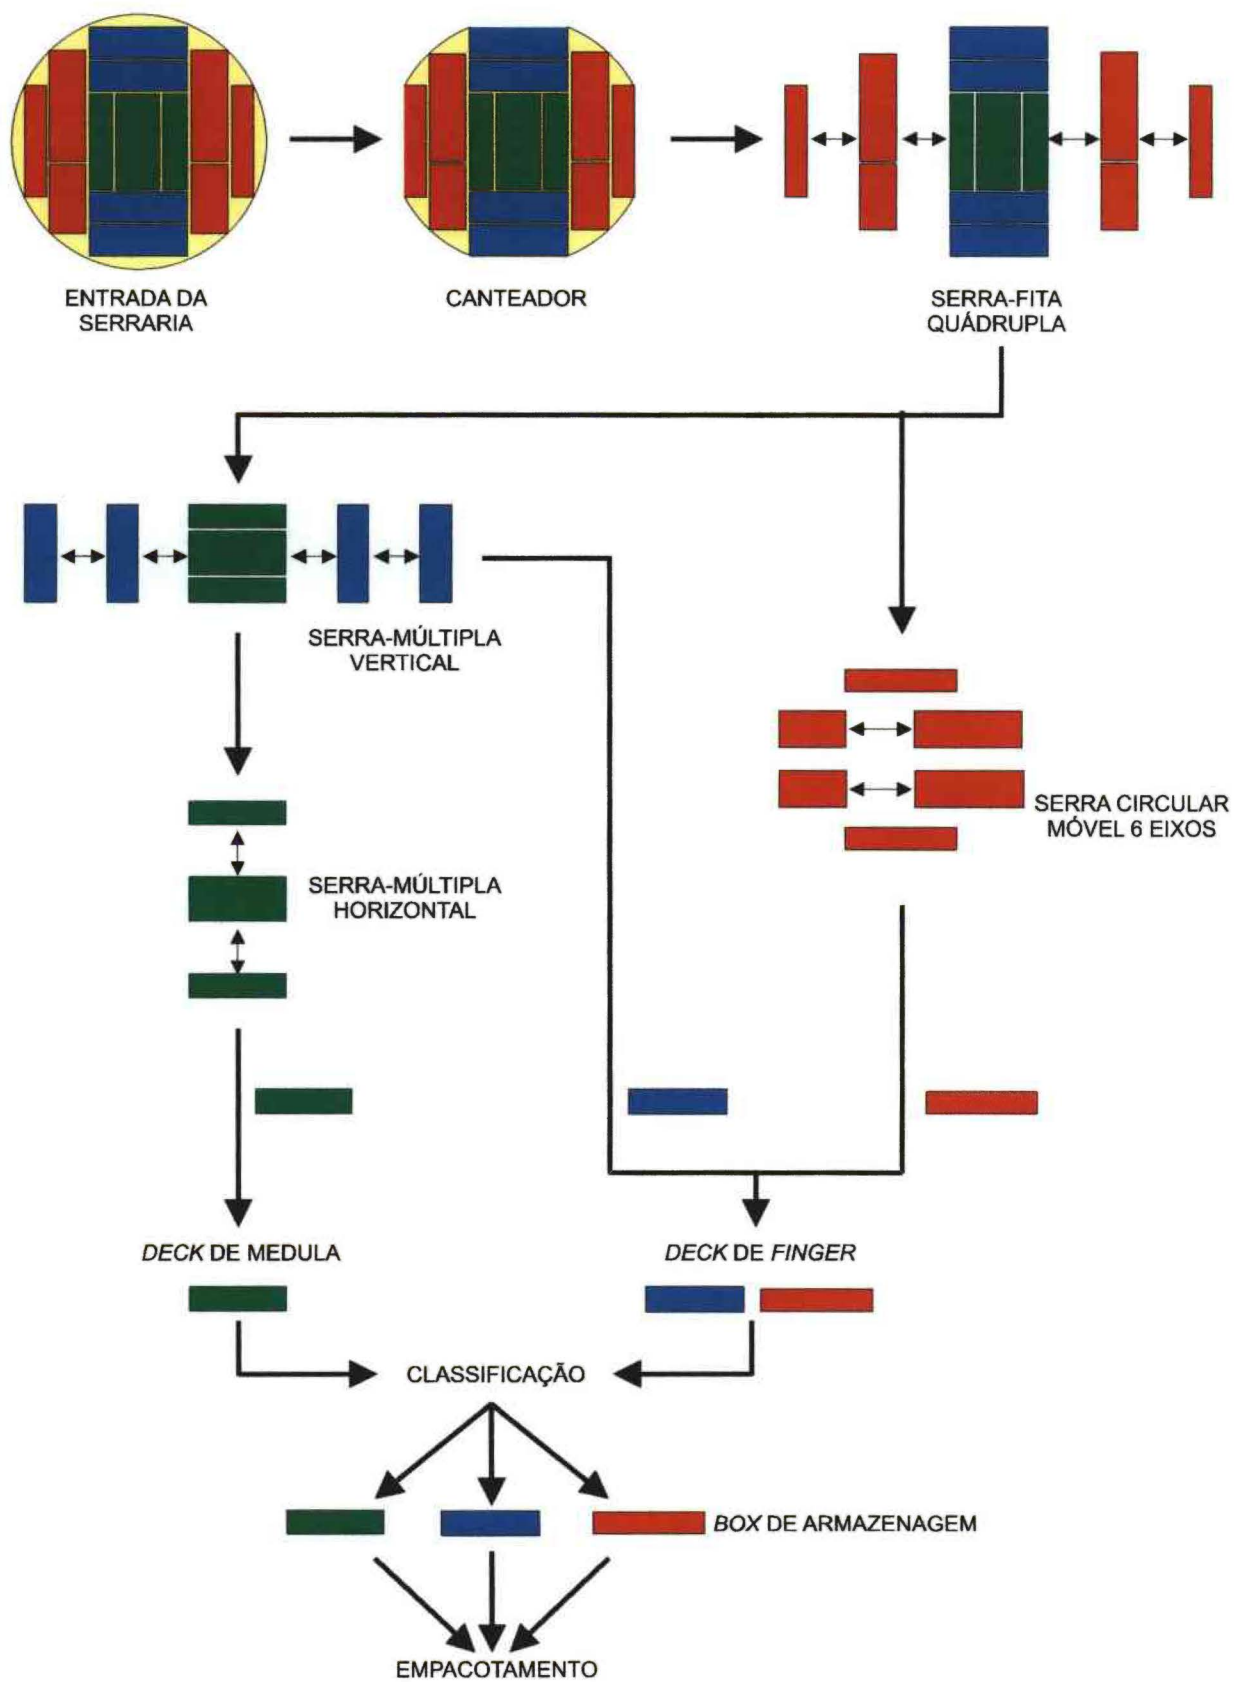 ENTRADA DA
SERRARIA
CANTEADOR
SERRA-FITA
QUÁDRUPLA
SERRA-MÚLTIPLA
VERTICAL
SERRA CIRCULAR
MÓVEL 6 EIXOS
SERRA-MÚLTIPLA
HORIZONTAL
DECK DE MEDULA
DECK DE FINGER
CLASSIFICAÇÃO
BOX DE ARMAZENAGEM
EMPACOTAMENTO